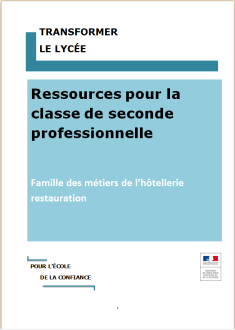 TRANSFORMER
LE LYCÉE
Ressources pour la
classe de seconde
professionnelle
Famille des métiers de l'hôtellerie
restauration
POUR L'ÉCOLE
DE LA CONFIANCE